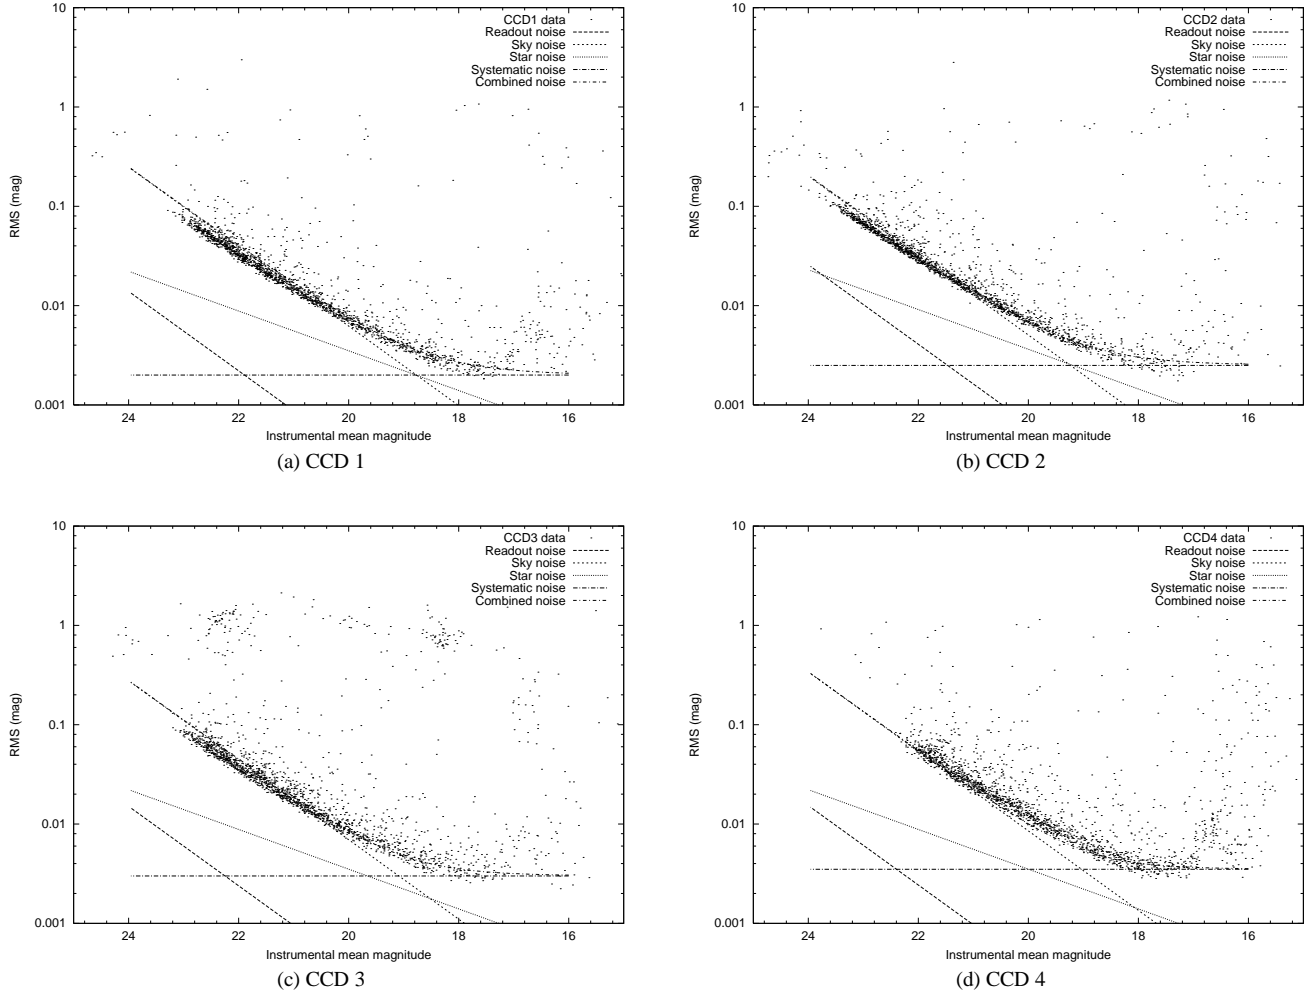 10
1
0.1
0.01
0.001
24
22
20
18
16
RMS (mag)
Instrumental mean magnitude
CCD1 data
Readout noise
Sky noise
Star noise
Systematic noise
Combined noise
(a) CCD 1
10
1
0.1
0.01
0.001
24
22
20
18
16
RMS (mag)
Instrumental mean magnitude
CCD2 data
Readout noise
Sky noise
Star noise
Systematic noise
Combined noise
(b) CCD 2
10
1
0.1
0.01
0.001
24
22
20
18
16
RMS (mag)
Instrumental mean magnitude
CCD3 data
Readout noise
Sky noise
Star noise
Systematic noise
Combined noise
(c) CCD 3
10
1
0.1
0.01
0.001
24
22
20
18
16
RMS (mag)
Instrumental mean magnitude
CCD4 data
Readout noise
Sky noise
Star noise
Systematic noise
Combined noise
(d) CCD 4